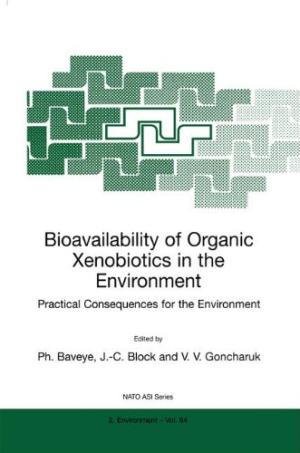 Bioavailability of Organic
Xenobiotics in the
Environment
Practical Consequences for the Environment
Edited by
Ph. Baveye, J.-C. Block and V. V. Goncharuk
NATO ASI Series
2. Environment – Vol. 64